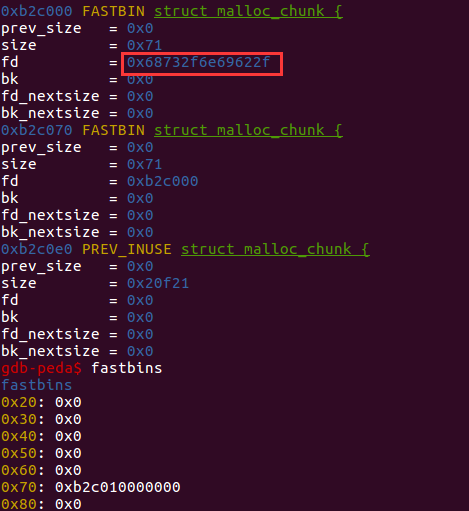 0xb2c000 FASTBIN struct malloc_chunk {
prev_size = 0x0
size = 0x71
fd = 0x68732f6e69622f
bk = 0x0
fd_nextsize = 0x0
bk_nextsize = 0x0
0xb2c070 FASTBIN struct malloc_chunk {
prev_size = 0x0
size = 0x71
fd = 0xb2c000
bk = 0x0
fd_nextsize = 0x0
bk_nextsize = 0x0
0xb2c0e0 PREV_INUSE struct malloc_chunk {
prev_size = 0x0
size = 0x20f21
fd = 0x0
bk = 0x0
fd_nextsize = 0x0
bk_nextsize = 0x0
gdb-peda$ fastbins
fastbins
0x20: 0x0
0x30: 0x0
0x40: 0x0
0x50: 0x0
0x60: 0x0
0x70: 0xb2c010000000
0x80: 0x0